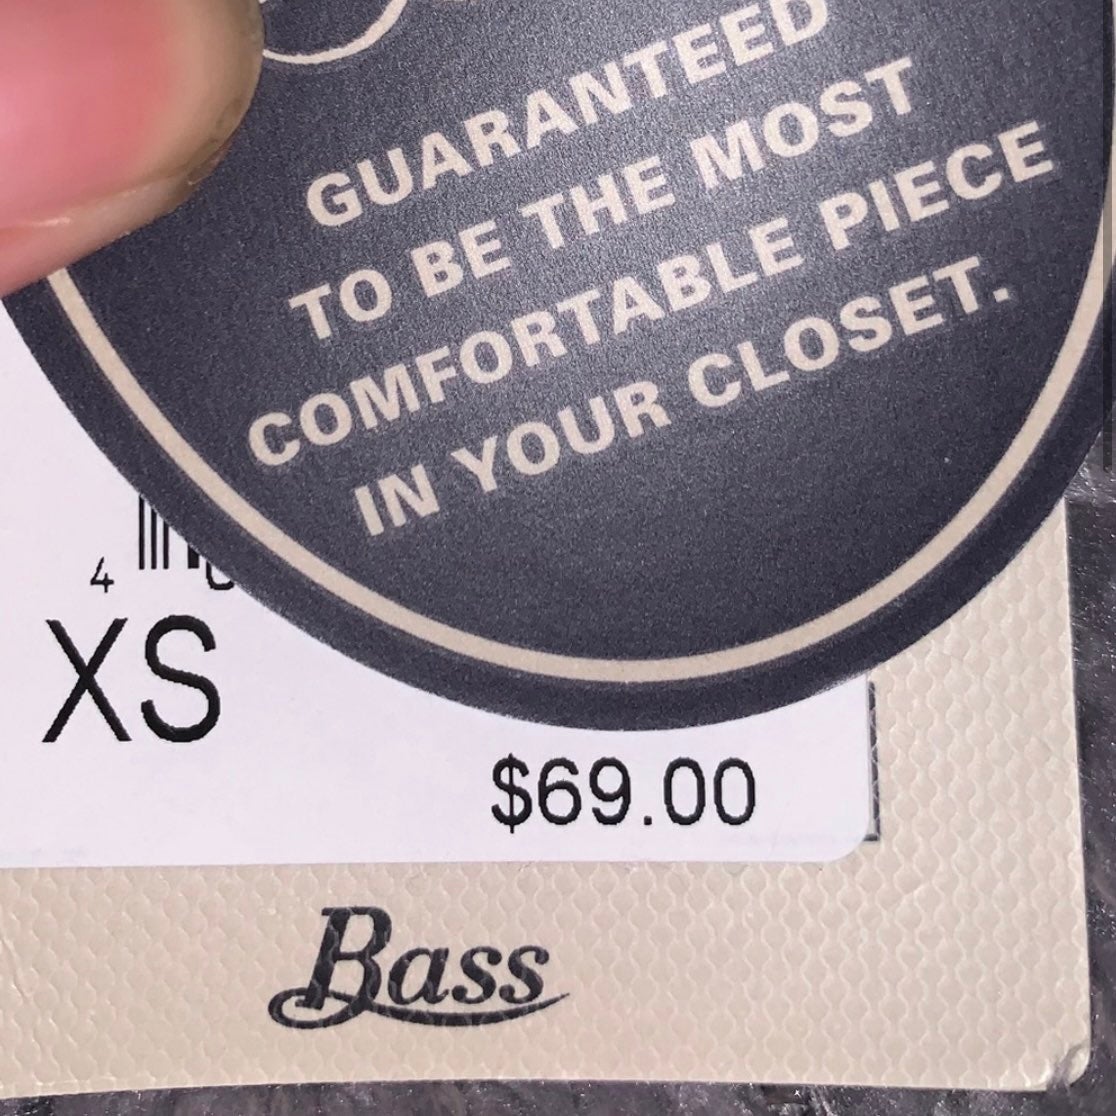 GUARANTEED
TO BE THE MOST
COMFORTABLE PIECE
IN YOUR CLOSET.
4
XS
$69.00
Bass